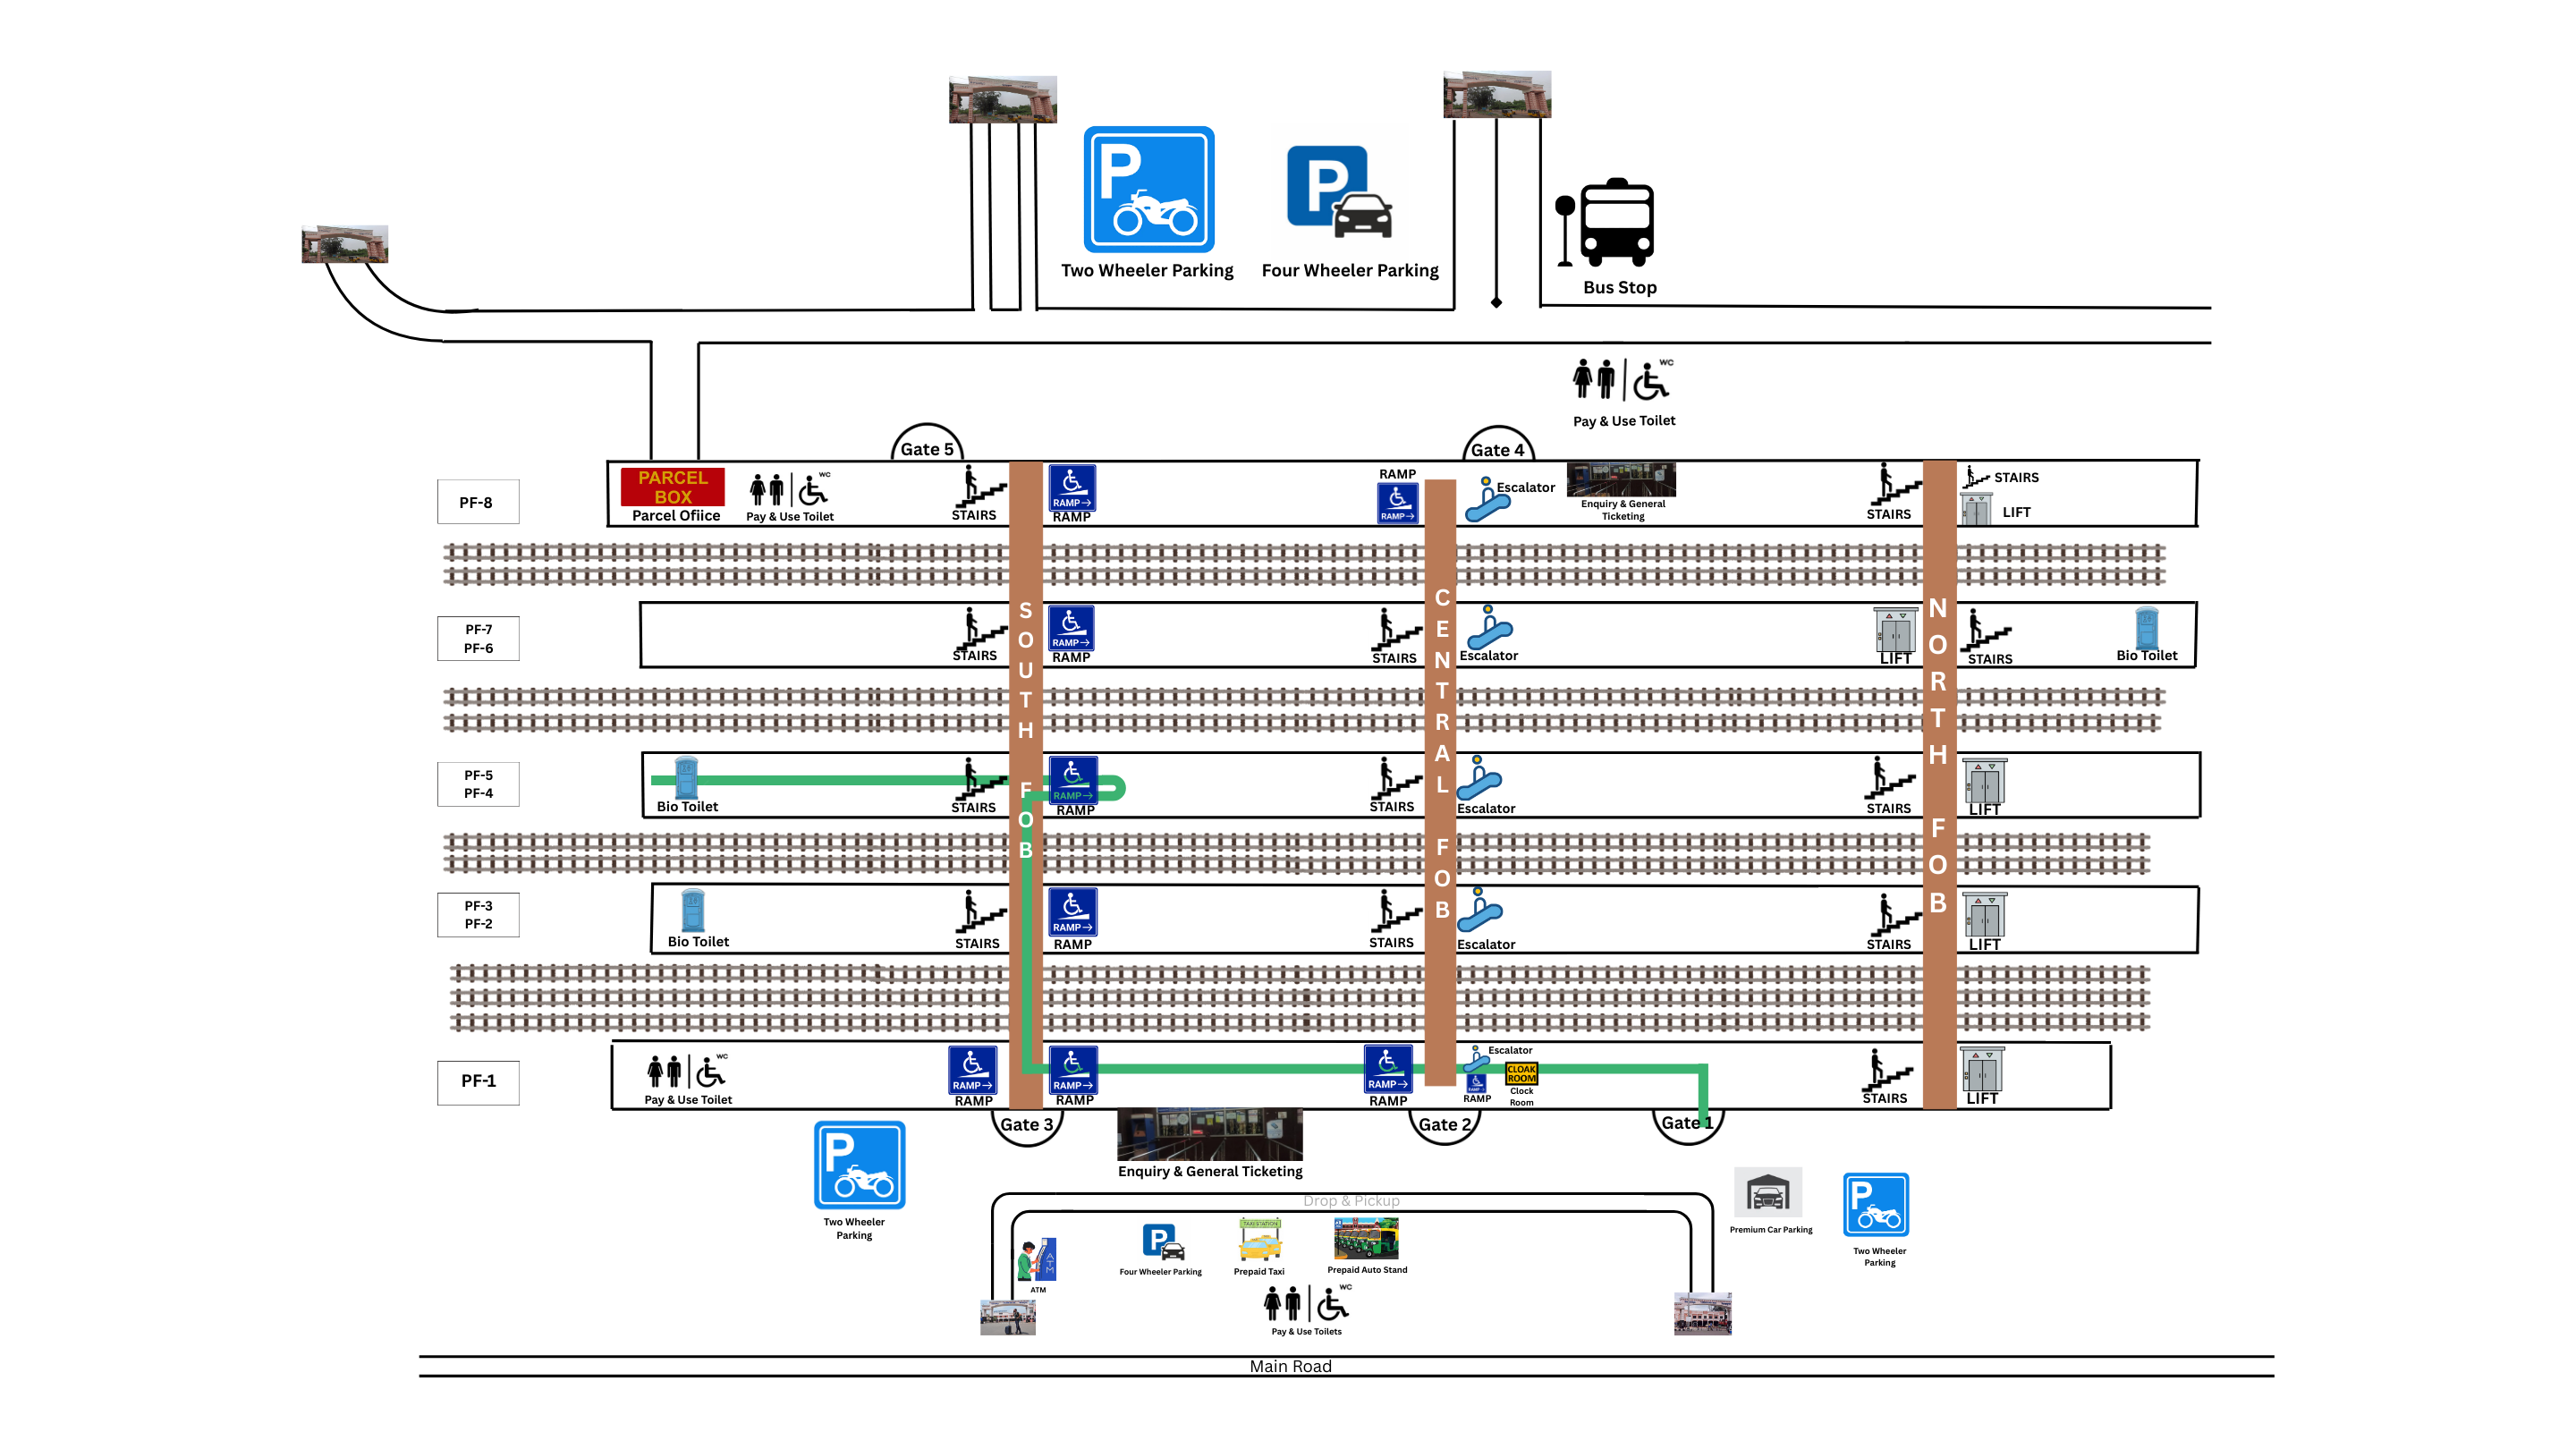 Two Wheeler Parking
Four Wheeler Parking
Bus Stop
WC
Pay & Use Toilet
Gate 5
Gate 4
PF-8
PARCEL
BOX
Parcel Ofiice
WC
Pay & Use Toilet
STAIRS
RAMP→
RAMP
RAMP
RAMP→
Escalator
Enquiry & General
Ticketing
STAIRS
STAIRS
LIFT
PF-7
PF-6
STAIRS
RAMP→
RAMP
STAIRS
Escalator
LIFT
STAIRS
Bio Toilet
SOUTH FOB
CENTRAL FOB
NORTH FOB
PF-5
PF-4
Bio Toilet
STAIRS
RAMP→
RAMP
STAIRS
Escalator
STAIRS
LIFT
PF-3
PF-2
Bio Toilet
STAIRS
RAMP→
RAMP
STAIRS
Escalator
STAIRS
LIFT
PF-1
WC
Pay & Use Toilet
RAMP→
RAMP
RAMP→
RAMP
RAMP→
RAMP
Escalator
RAMP
CLOAK
ROOM
Clock
Room
STAIRS
LIFT
Gate 3
Gate 2
Gate 1
Enquiry & General Ticketing
Two Wheeler
Parking
Drop & Pickup
Premium Car Parking
Two Wheeler
Parking
ATM
ATM
Four Wheeler Parking
TAXI STATION
Prepaid Taxi
Prepaid Auto Stand
WC
Pay & Use Toilets
Main Road